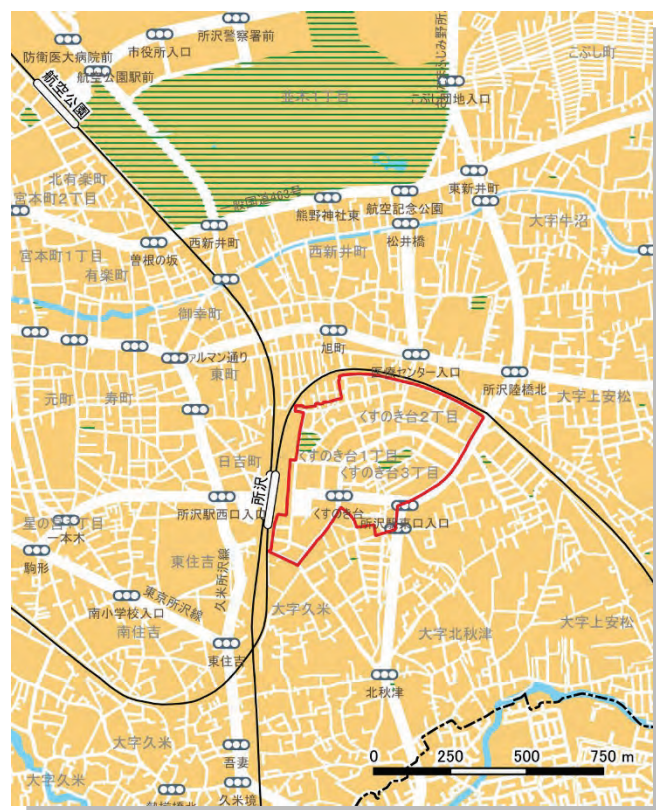 所沢警察署前
市役所入口
防衛医大病院前
航空公園駅前
航空公園
並木1丁目
こぶし町
こぶし団地入口
北有楽町
宮本町2丁目
東新井町
航空記念公園
熊野神社東
大字牛沼
西新井町
松井橋
宮本町1丁目
曽根の坂
西新井町
有楽町
御幸町
旭町
ファルマン通り
東町
医療センター入口
所沢陸橋北
元町
寿町
大字上安松
くすのき台2丁目
日吉町
くすのき台1丁目
くすのき台3丁目
所沢
所沢駅西口入口
くすのき台
所沢駅東口入口
一本木
東住吉
久米所沢線
駒形
東京所沢線
南小学校入口
南住吉
大字久米
大字北秋津
大字上安松
東住吉
北秋津
大字久米
吾妻
大字久米
久米境
0 250 500 750 m